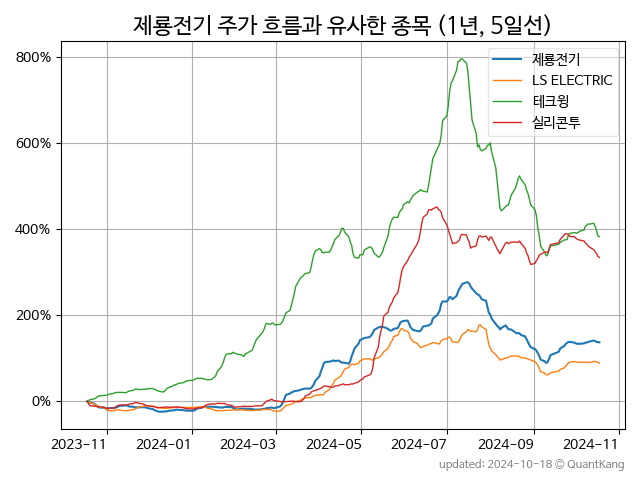 제룡전기 주가 흐름과 유사한 종목 (1년, 5일선)
800%
600%
400%
200%
0%
제룡전기
LS ELECTRIC
테크윙
실리콘투
2023-11 2024-01 2024-03 2024-05 2024-07 2024-09 2024-11
updated: 2024-10-18 © QuantKang